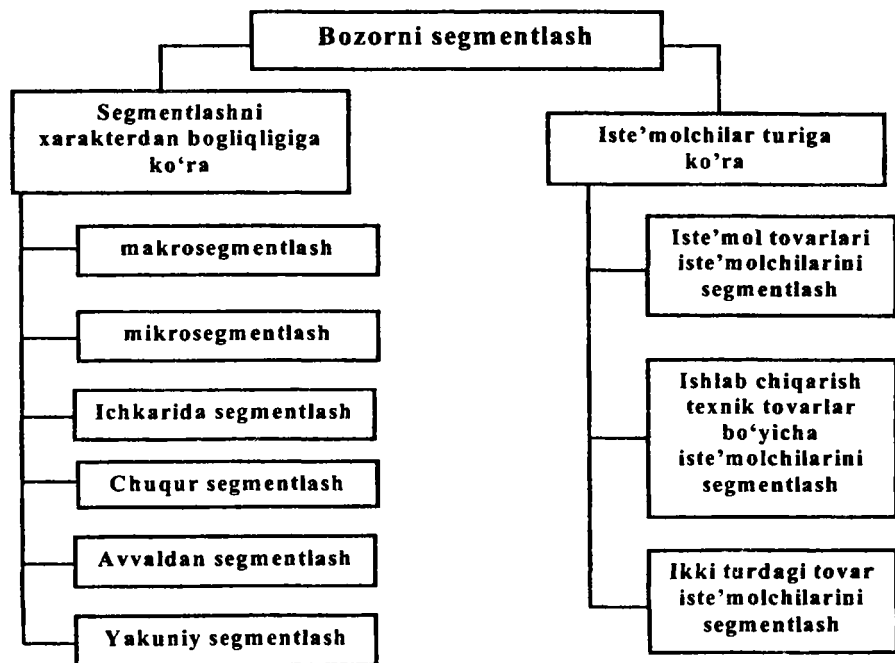 Bozorni segmentlash
Segmentlashni
xarakterdan bogliqligiga
ko‘ra
makrosegmentlash
mikrosegmentlash
Ichkarida segmentlash
Chuqur segmentlash
Avvaldan segmentlash
Yakuniy segmentlash
Iste’molchilar turiga
ko’ra
Iste’mol tovarlari
iste’molchilarini
segmentlash
Ishlab chiqarish
texnik tovarlar
bo‘yicha
iste’molchilarini
segmentlash
Ikki turdagi tovar
iste’molchilarini
segmentlash